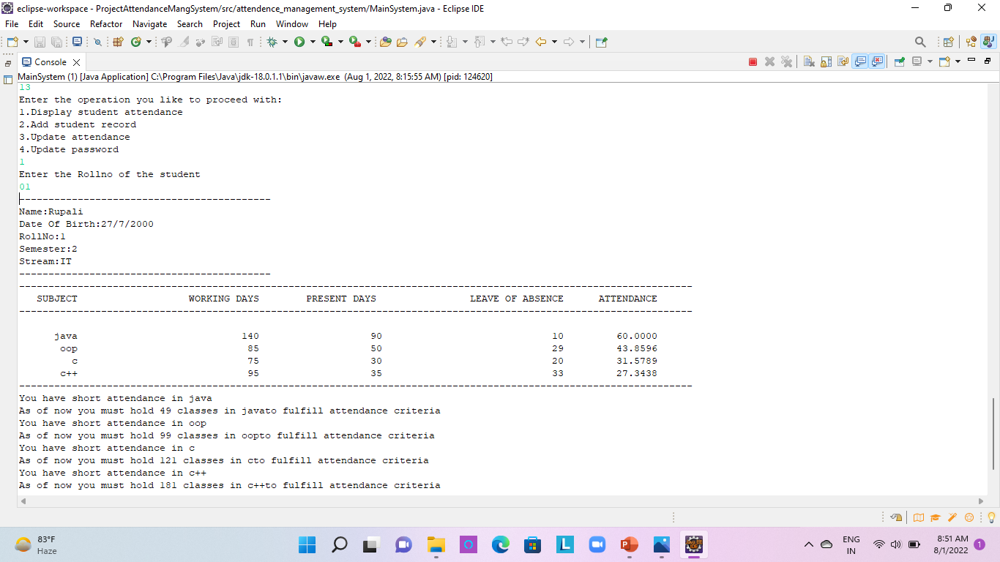 eclipse-workspace - ProjectAttendanceMangSystem/src/attendence_management_system/MainSystem.java - Eclipse IDE
File Edit Source Refactor Navigate Search Project Run Window Help
Console
MainSystem (1) [Java Application] C:\Program Files\Java\jdk-18.0.1.1\bin\javaw.exe (Aug 1, 2022, 8:15:55 AM) [pid: 124620]
13
Enter the operation you like to proceed with:
1.Display student attendance
2.Add student record
3.Update attendance
4.Update password
1
Enter the Rollno of the student
01
-------------------------------------------
Name:Rupali
Date Of Birth:27/7/2000
RollNo:1
Semester:2
Stream:IT
-------------------------------------------
-------------------------------------------------------------------------------------------------------------------
SUBJECT WORKING DAYS PRESENT DAYS LEAVE OF ABSENCE ATTENDANCE
-------------------------------------------------------------------------------------------------------------------
java 140 90 10 60.0000
oop 85 50 29 43.8596
c 75 30 20 31.5789
c++ 95 35 33 27.3438
-------------------------------------------------------------------------------------------------------------------
You have short attendance in java
As of now you must hold 49 classes in javato fulfill attendance criteria
You have short attendance in oop
As of now you must hold 99 classes in oopto fulfill attendance criteria
You have short attendance in c
As of now you must hold 121 classes in cto fulfill attendance criteria
You have short attendance in c++
As of now you must hold 181 classes in c++to fulfill attendance criteria
83°F
Haze
ENG
IN
8:51 AM
8/1/2022
1